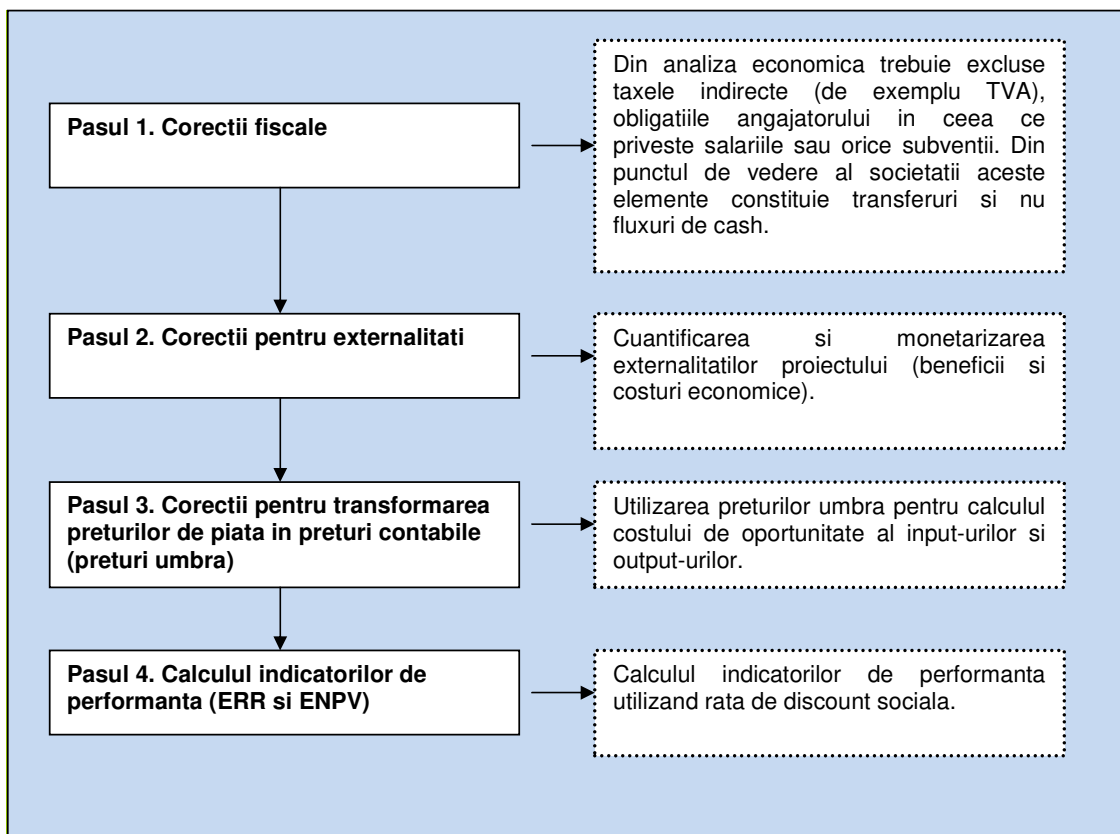 Pasul 1. Corectii fiscale
Din analiza economica trebuie excluse
taxele indirecte (de exemplu TVA),
obligatiile angajatorului in ceea ce
priveste salariile sau orice subventii. Din
punctul de vedere al societatii aceste
elemente constituie transferuri si nu
fluxuri de cash.
Pasul 2. Corectii pentru externalitati
Cuantificarea si monetarizarea
externalitatilor proiectului (beneficii si
costuri economice).
Pasul 3. Corectii pentru transformarea
preturilor de piata in preturi contabile
(preturi umbra)
Utilizarea preturilor umbra pentru calculul
costului de oportunitate al input-urilor si
output-urilor.
Pasul 4. Calculul indicatorilor de
performanta (ERR si ENPV)
Calculul indicatorilor de performanta
utilizand rata de discount sociala.